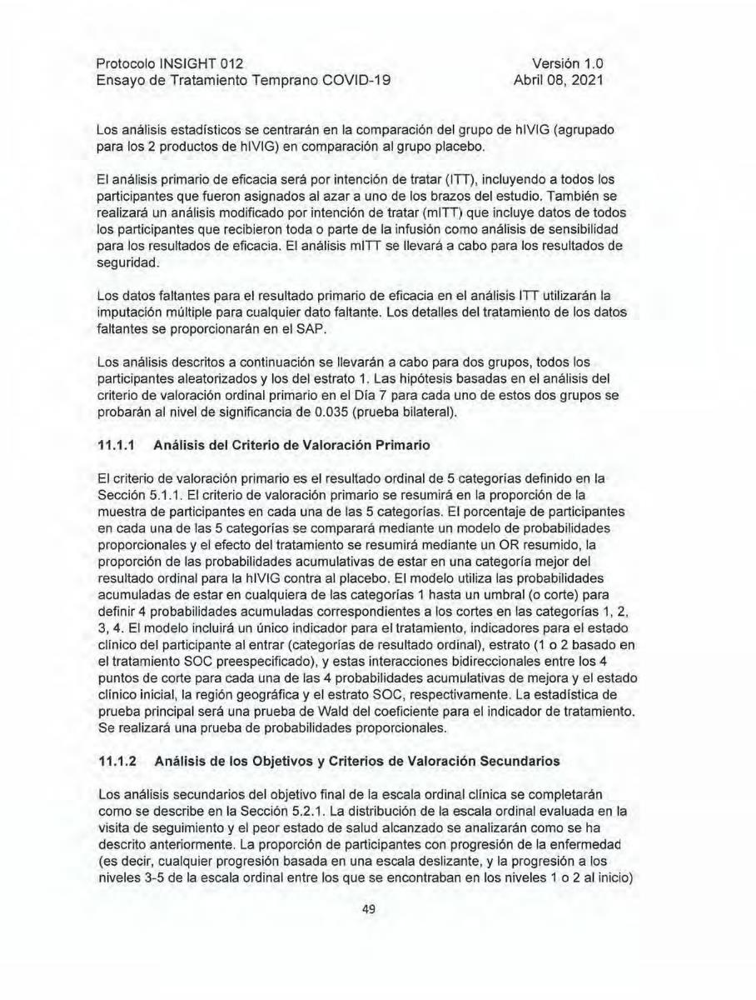 Protocolo INSIGHT 012 Versión 1.0
Ensayo de Tratamiento Temprano COVID-19 Abril 08, 2021
Los análisis estadísticos se centrarán en la comparación del grupo de hIVIG (agrupado
para los 2 productos de hIVIG) en comparación al grupo placebo.
El análisis primario de eficacia será por intención de tratar (ITT), incluyendo a todos los
participantes que fueron asignados al azar a uno de los brazos del estudio. También se
realizará un análisis modificado por intención de tratar (mITT) que incluye datos de todos
los participantes que recibieron toda o parte de la infusión como análisis de sensibilidad
para los resultados de eficacia. El análisis mITT se llevará a cabo para los resultados de
seguridad.
Los datos faltantes para el resultado primario de eficacia en el análisis ITT utilizarán la
imputación múltiple para cualquier dato faltante. Los detalles del tratamiento de los datos
faltantes se proporcionarán en el SAP.
Los análisis descritos a continuación se llevarán a cabo para dos grupos, todos los
participantes aleatorizados y los del estrato 1. Las hipótesis basadas en el análisis del
criterio de valoración ordinal primario en el Día 7 para cada uno de estos dos grupos se
probarán al nivel de significancia de 0.035 (prueba bilateral).
11.1.1 Análisis del Criterio de Valoración Primario
El criterio de valoración primario es el resultado ordinal de 5 categorías definido en la
Sección 5.1.1. El criterio de valoración primario se resumirá en la proporción de la
muestra de participantes en cada una de las 5 categorías. El porcentaje de participantes
en cada una de las 5 categorías se comparará mediante un modelo de probabilidades
proporcionales y el efecto del tratamiento se resumirá mediante un OR resumido, la
proporción de las probabilidades acumulativas de estar en una categoría mejor del
resultado ordinal para la hIVIG contra al placebo. El modelo utiliza las probabilidades
acumuladas de estar en cualquiera de las categorías 1 hasta un umbral (o corte) para
definir 4 probabilidades acumuladas correspondientes a los cortes en las categorías 1, 2,
3, 4. El modelo incluirá un único indicador para el tratamiento, indicadores para el estado
clínico del participante al entrar (categorías de resultado ordinal), estrato (1 o 2 basado en
el tratamiento SOC preespecificado), y estas interacciones bidireccionales entre los 4
puntos de corte para cada una de las 4 probabilidades acumulativas de mejora y el estado
clínico inicial, la región geográfica y el estrato SOC, respectivamente. La estadística de
prueba principal será una prueba de Wald del coeficiente para el indicador de tratamiento.
Se realizará una prueba de probabilidades proporcionales.
11.1.2 Análisis de los Objetivos y Criterios de Valoración Secundarios
Los análisis secundarios del objetivo final de la escala ordinal clínica se completarán
como se describe en la Sección 5.2.1. La distribución de la escala ordinal evaluada en la
visita de seguimiento y el peor estado de salud alcanzado se analizarán como se ha
descrito anteriormente. La proporción de participantes con progresión de la enfermedad
(es decir, cualquier progresión basada en una escala deslizante, y la progresión a los
niveles 3-5 de la escala ordinal entre los que se encontraban en los niveles 1 o 2 al inicio)
49